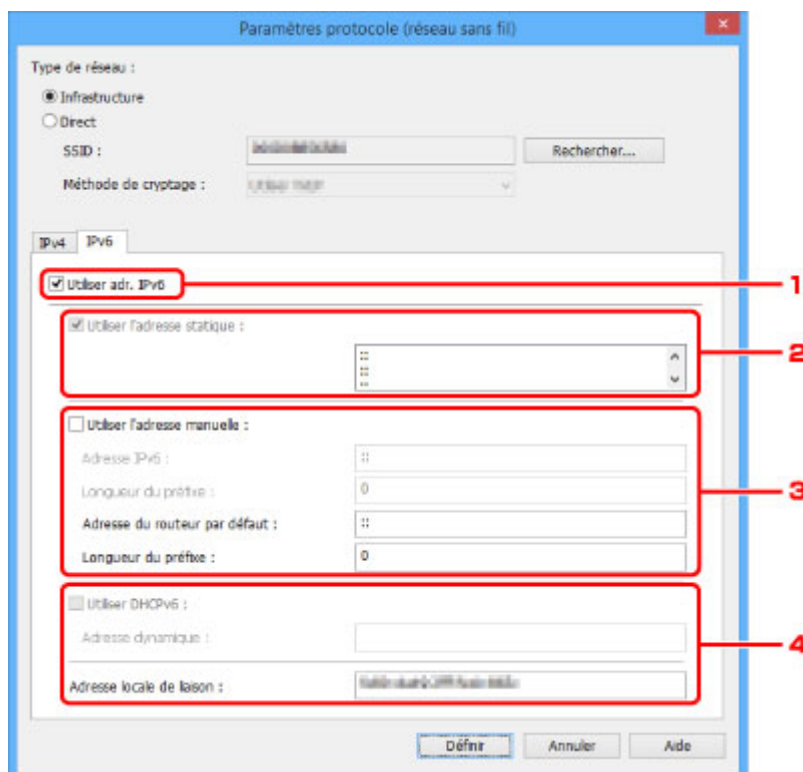 Paramètres protocole (réseau sans fil)
Type de réseau :
Infrastructure
Direct
SSID :
Rechercher...
Méthode de cryptage :
IPv4 IPv6
Utiliser adr. IPv6
1
Utiliser l'adresse statique :
::
::
::
2
Utiliser l'adresse manuelle :
Adresse IPv6 : ::
Longueur du préfixe : 0
3
Adresse du routeur par défaut : ::
Longueur du préfixe : 0
Utiliser DHCPv6 :
Adresse dynamique :
4
Adresse locale de liaison :
Définir Annuler Aide